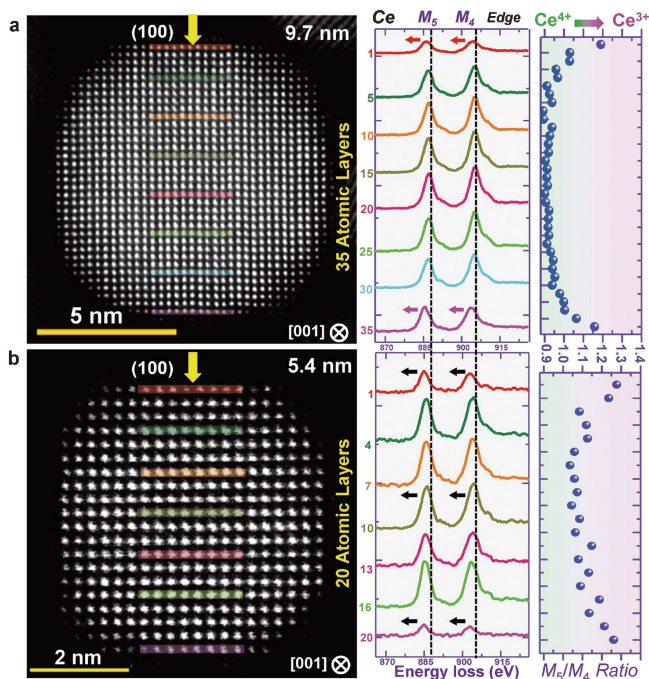 a
(100)
9.7 nm
35 Atomic Layers
5 nm
[001]
Ce M5 M4 Edge
1
5
10
15
20
25
30
35
870 885 900 915
Ce4+ Ce3+
0.9 1.0 1.1 1.2 1.3 1.4
b
(100)
5.4 nm
20 Atomic Layers
2 nm
[001]
1
4
7
10
13
16
20
870 885 900 915
Energy loss (eV)
M5/M4 Ratio